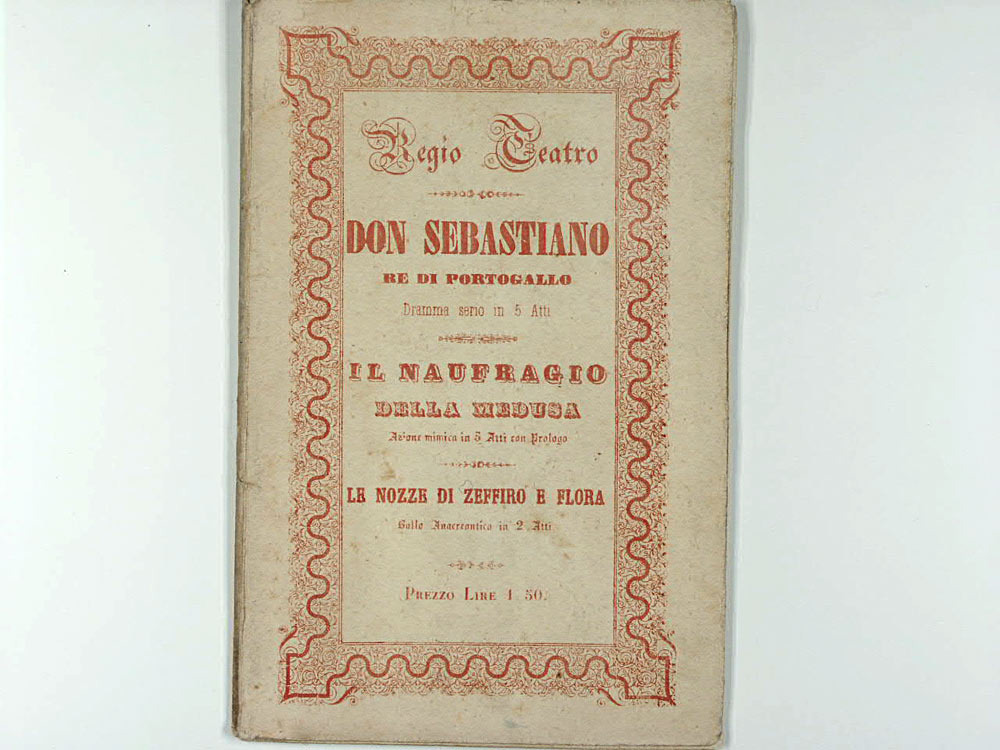 Regio Teatro
DON SEBASTIANO
RE DI PORTOGALLO
Dramma serio in 5 Atti
IL NAUFRAGIO
DELLA MEDUSA
Azione mimica in 5 Atti con Prologo
LE NOZZE DI ZEFFIRO E FLORA
Ballo Anacreontico in 2 Atti
PREZZO LIRE 1 50.